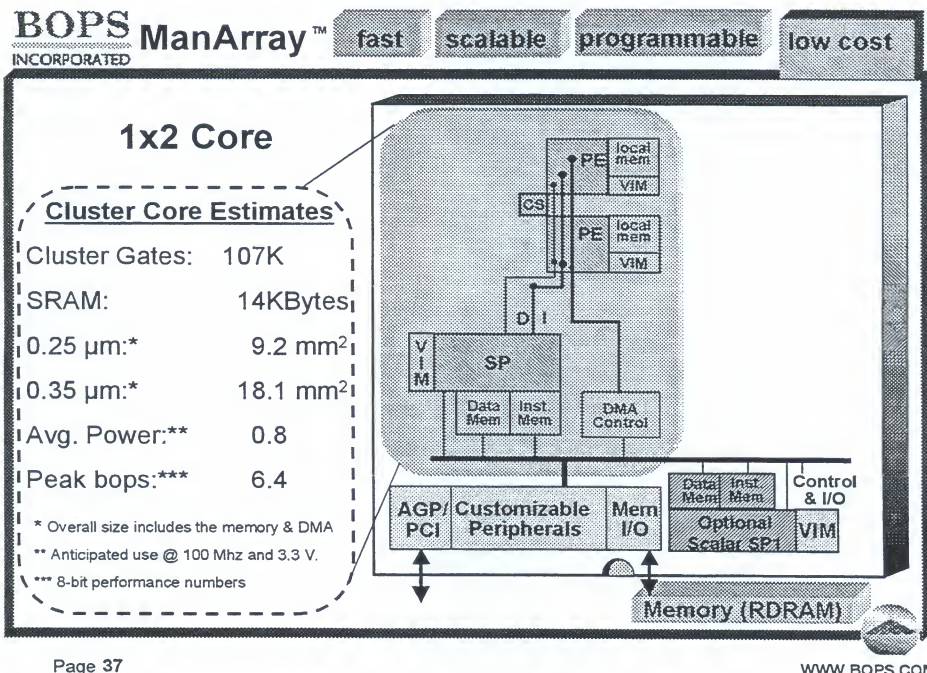 BOPS
INCORPORATED
ManArray™
fast
scalable
programmable
low cost
1x2 Core
Cluster Core Estimates
Cluster Gates: 107K
SRAM: 14KBytes
0.25 µm:* 9.2 mm²
0.35 µm:* 18.1 mm²
Avg. Power:** 0.8
Peak bops:*** 6.4
* Overall size includes the memory & DMA
** Anticipated use @ 100 Mhz and 3.3 V.
*** 8-bit performance numbers
PE
local
mem
VIM
CS
PE
local
mem
VIM
D I
VIM
SP
Data
Mem
Inst.
Mem
DMA
Control
AGP/
PCI
Customizable
Peripherals
Mem
I/O
Data
Mem
Inst.
Mem
Control
& I/O
Optional
Scalar SP1
VIM
Memory (RDRAM)
Page 37
WWW.BOPS.COM